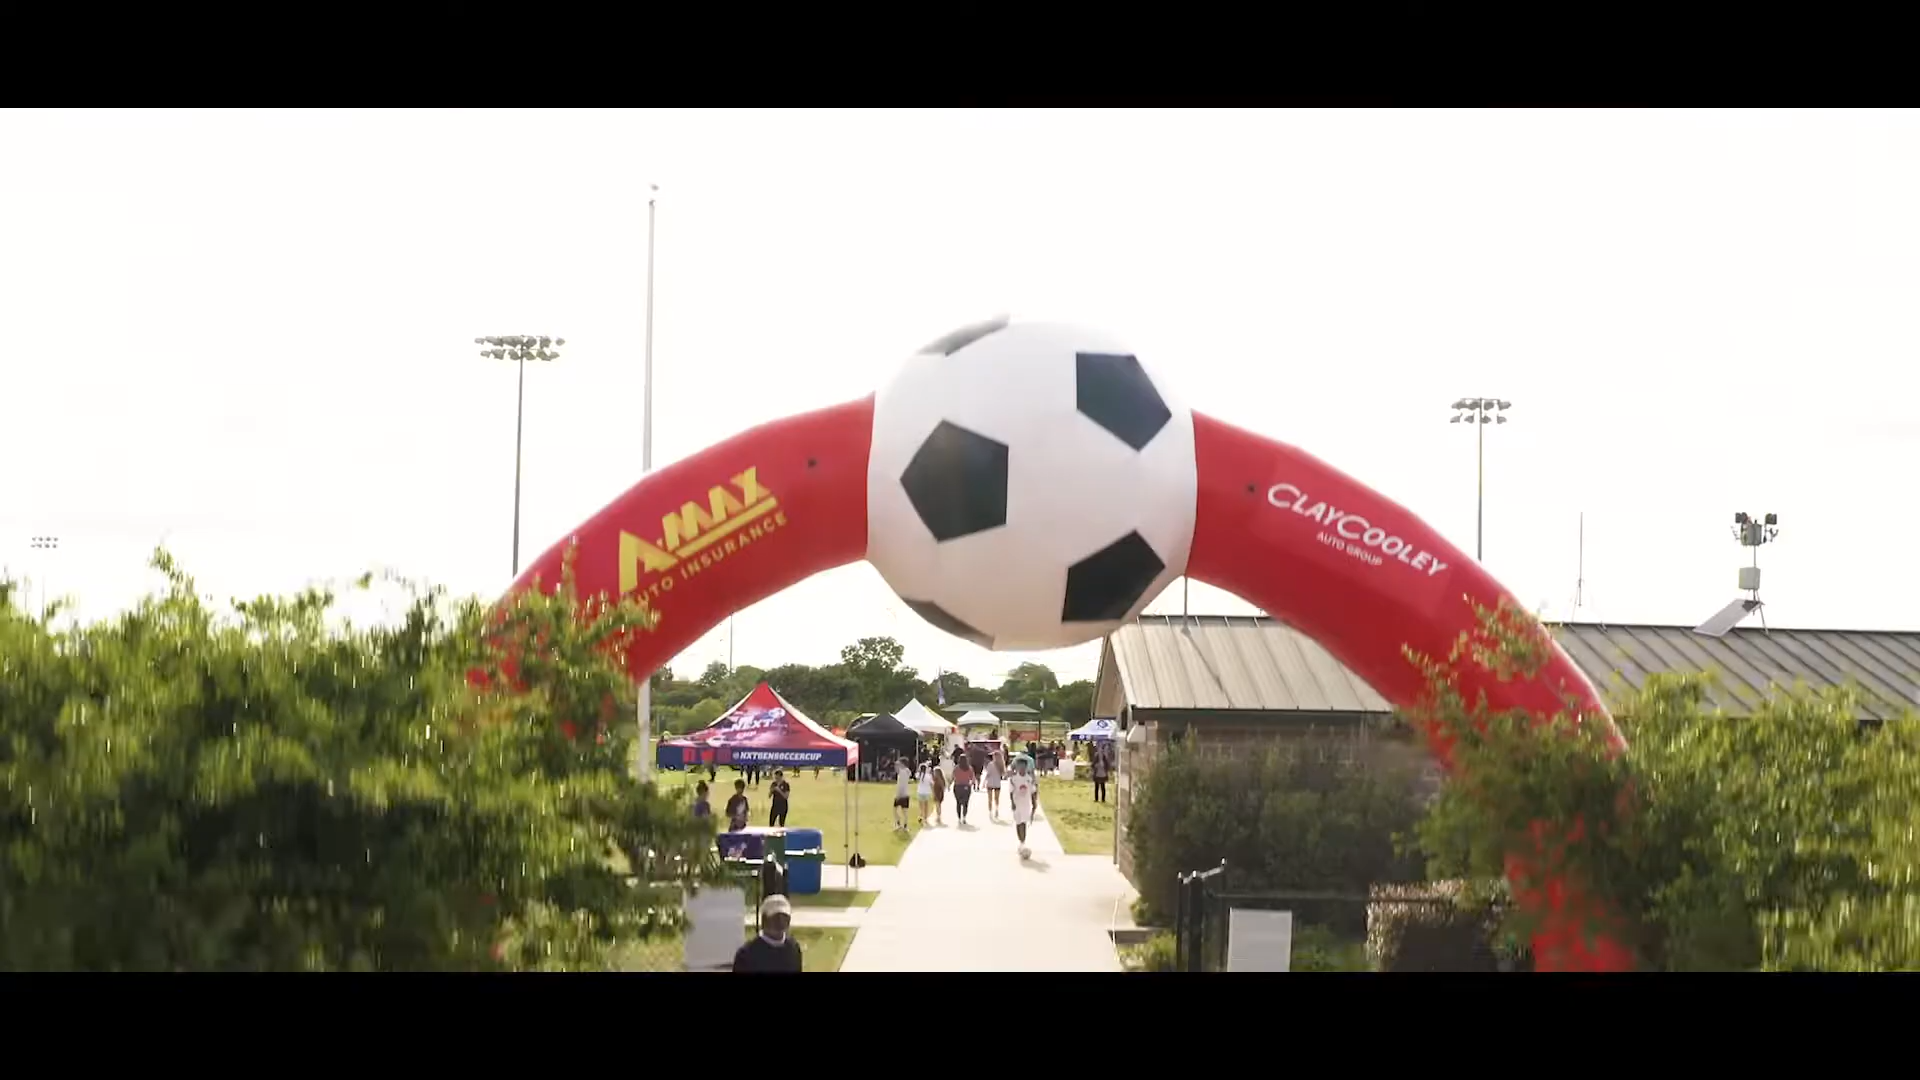 A-MAX
AUTO INSURANCE
CLAYCOOLEY
AUTO GROUP
NEXT
@NXTGENSOCCERCUP